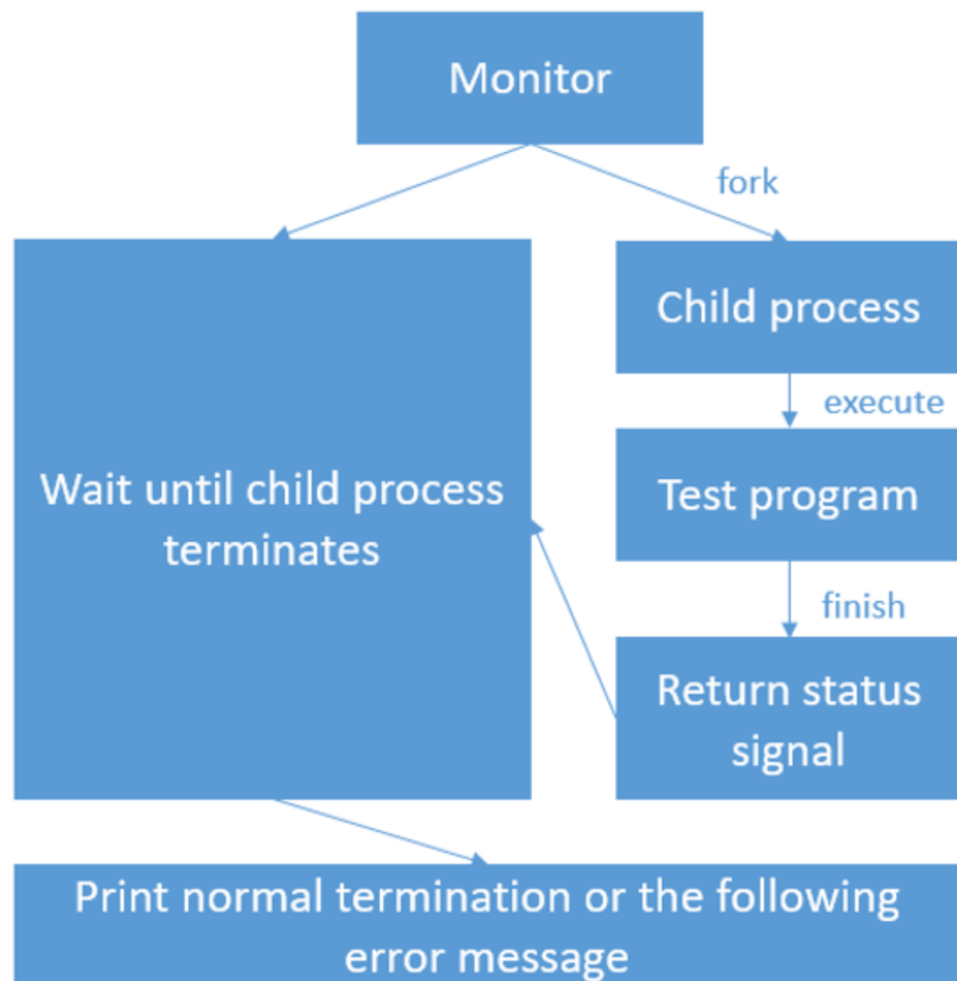 Monitor
fork
Child process
execute
Wait until child process
terminates
Test program
finish
Return status
signal
Print normal termination or the following
error message